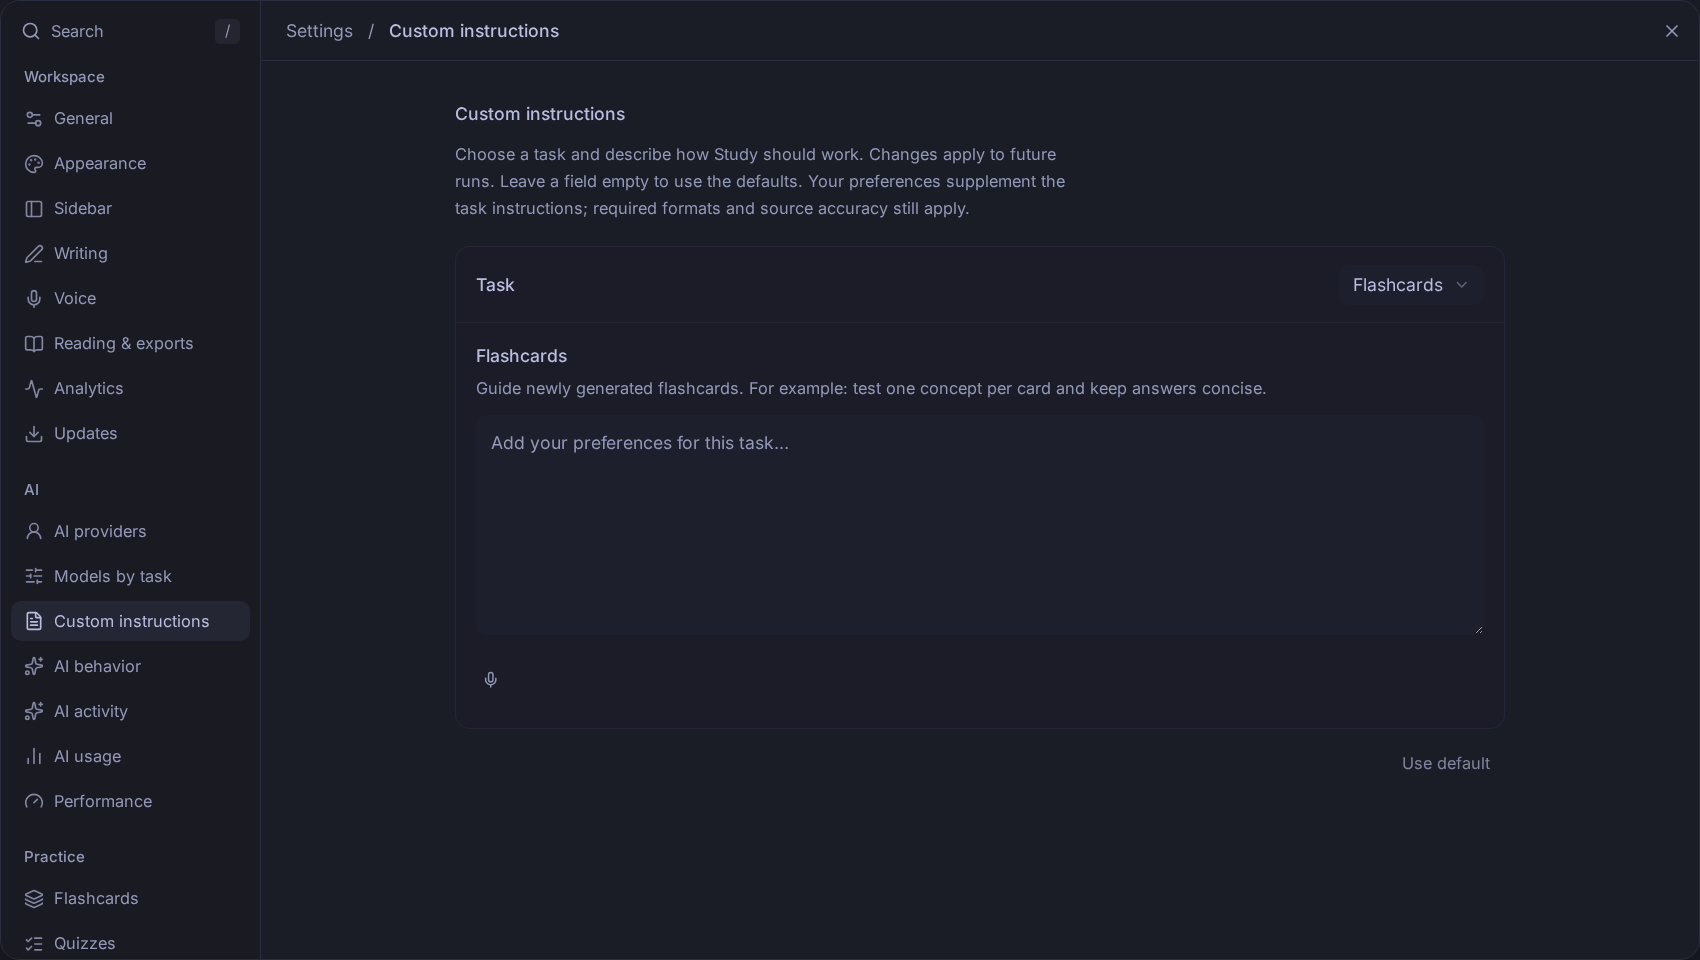 Search
/
Workspace
General
Appearance
Sidebar
Writing
Voice
Reading & exports
Analytics
Updates
AI
AI providers
Models by task
Custom instructions
AI behavior
AI activity
AI usage
Performance
Practice
Flashcards
Quizzes
Settings / Custom instructions
Custom instructions
Choose a task and describe how Study should work. Changes apply to future
runs. Leave a field empty to use the defaults. Your preferences supplement the
task instructions; required formats and source accuracy still apply.
Task
Flashcards
Flashcards
Guide newly generated flashcards. For example: test one concept per card and keep answers concise.
Add your preferences for this task...
Use default